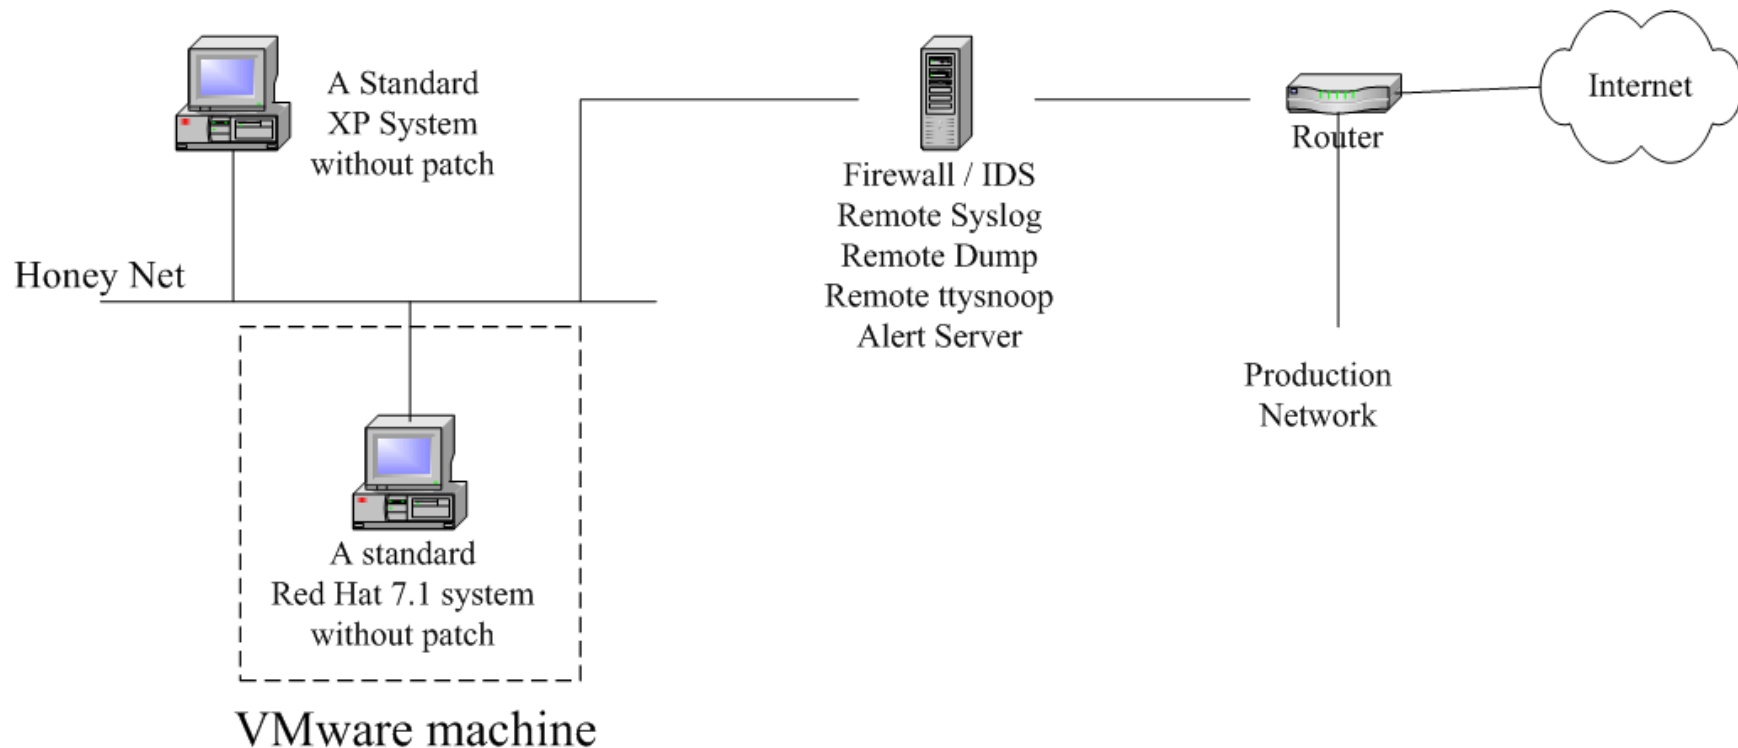 A Standard
XP System
without patch
Honey Net
A standard
Red Hat 7.1 system
without patch
VMware machine
Firewall / IDS
Remote Syslog
Remote Dump
Remote ttysnoop
Alert Server
Router
Internet
Production
Network